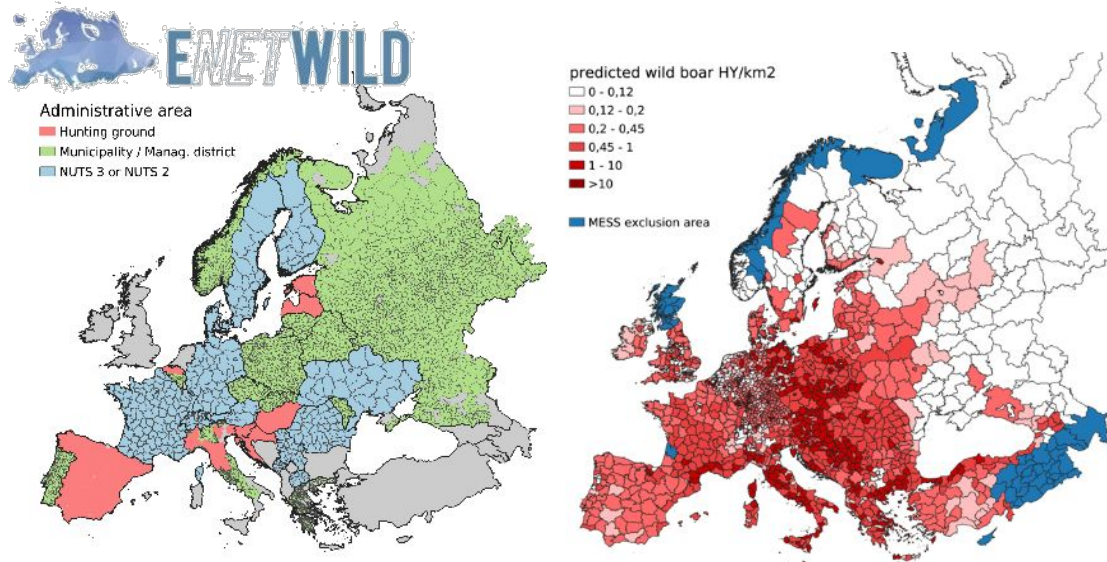 ENETWILD
Administrative area
Hunting ground
Municipality / Manag. district
NUTS 3 or NUTS 2
predicted wild boar HY/km2
0 - 0,12
0,12 - 0,2
0,2 - 0,45
0,45 - 1
1 - 10
>10
MESS exclusion area